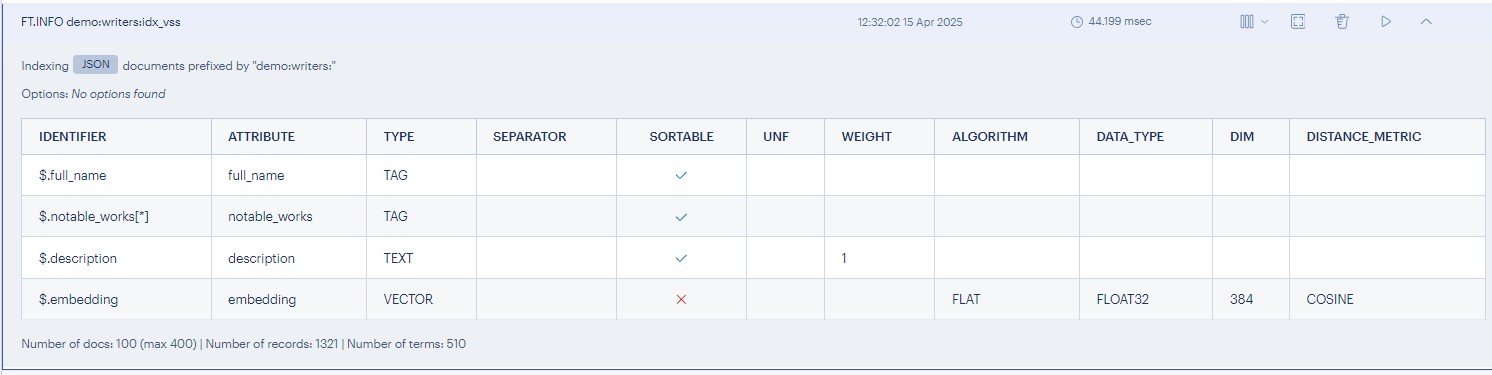 FT.INFO demo:writers:idx_vss 12:32:02 15 Apr 2025 44.199 msec
Indexing JSON documents prefixed by "demo:writers:"
Options: No options found
IDENTIFIER ATTRIBUTE TYPE SEPARATOR SORTABLE UNF WEIGHT ALGORITHM DATA_TYPE DIM DISTANCE_METRIC
$.full_name full_name TAG
$.notable_works[*] notable_works TAG
$.description description TEXT 1
$.embedding embedding VECTOR FLAT FLOAT32 384 COSINE
Number of docs: 100 (max 400) | Number of records: 1321 | Number of terms: 510